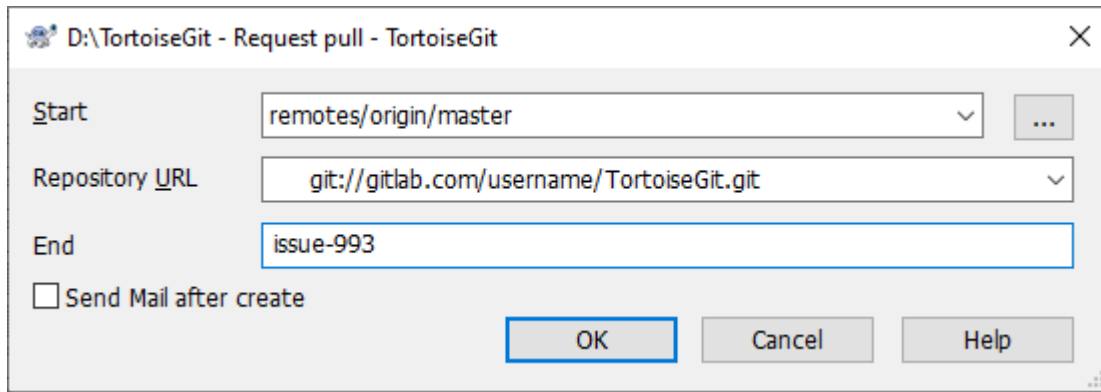 D:\TortoiseGit - Request pull - TortoiseGit
Start remotes/origin/master ...
Repository URL git://gitlab.com/username/TortoiseGit.git
End issue-993
Send Mail after create
OK Cancel Help